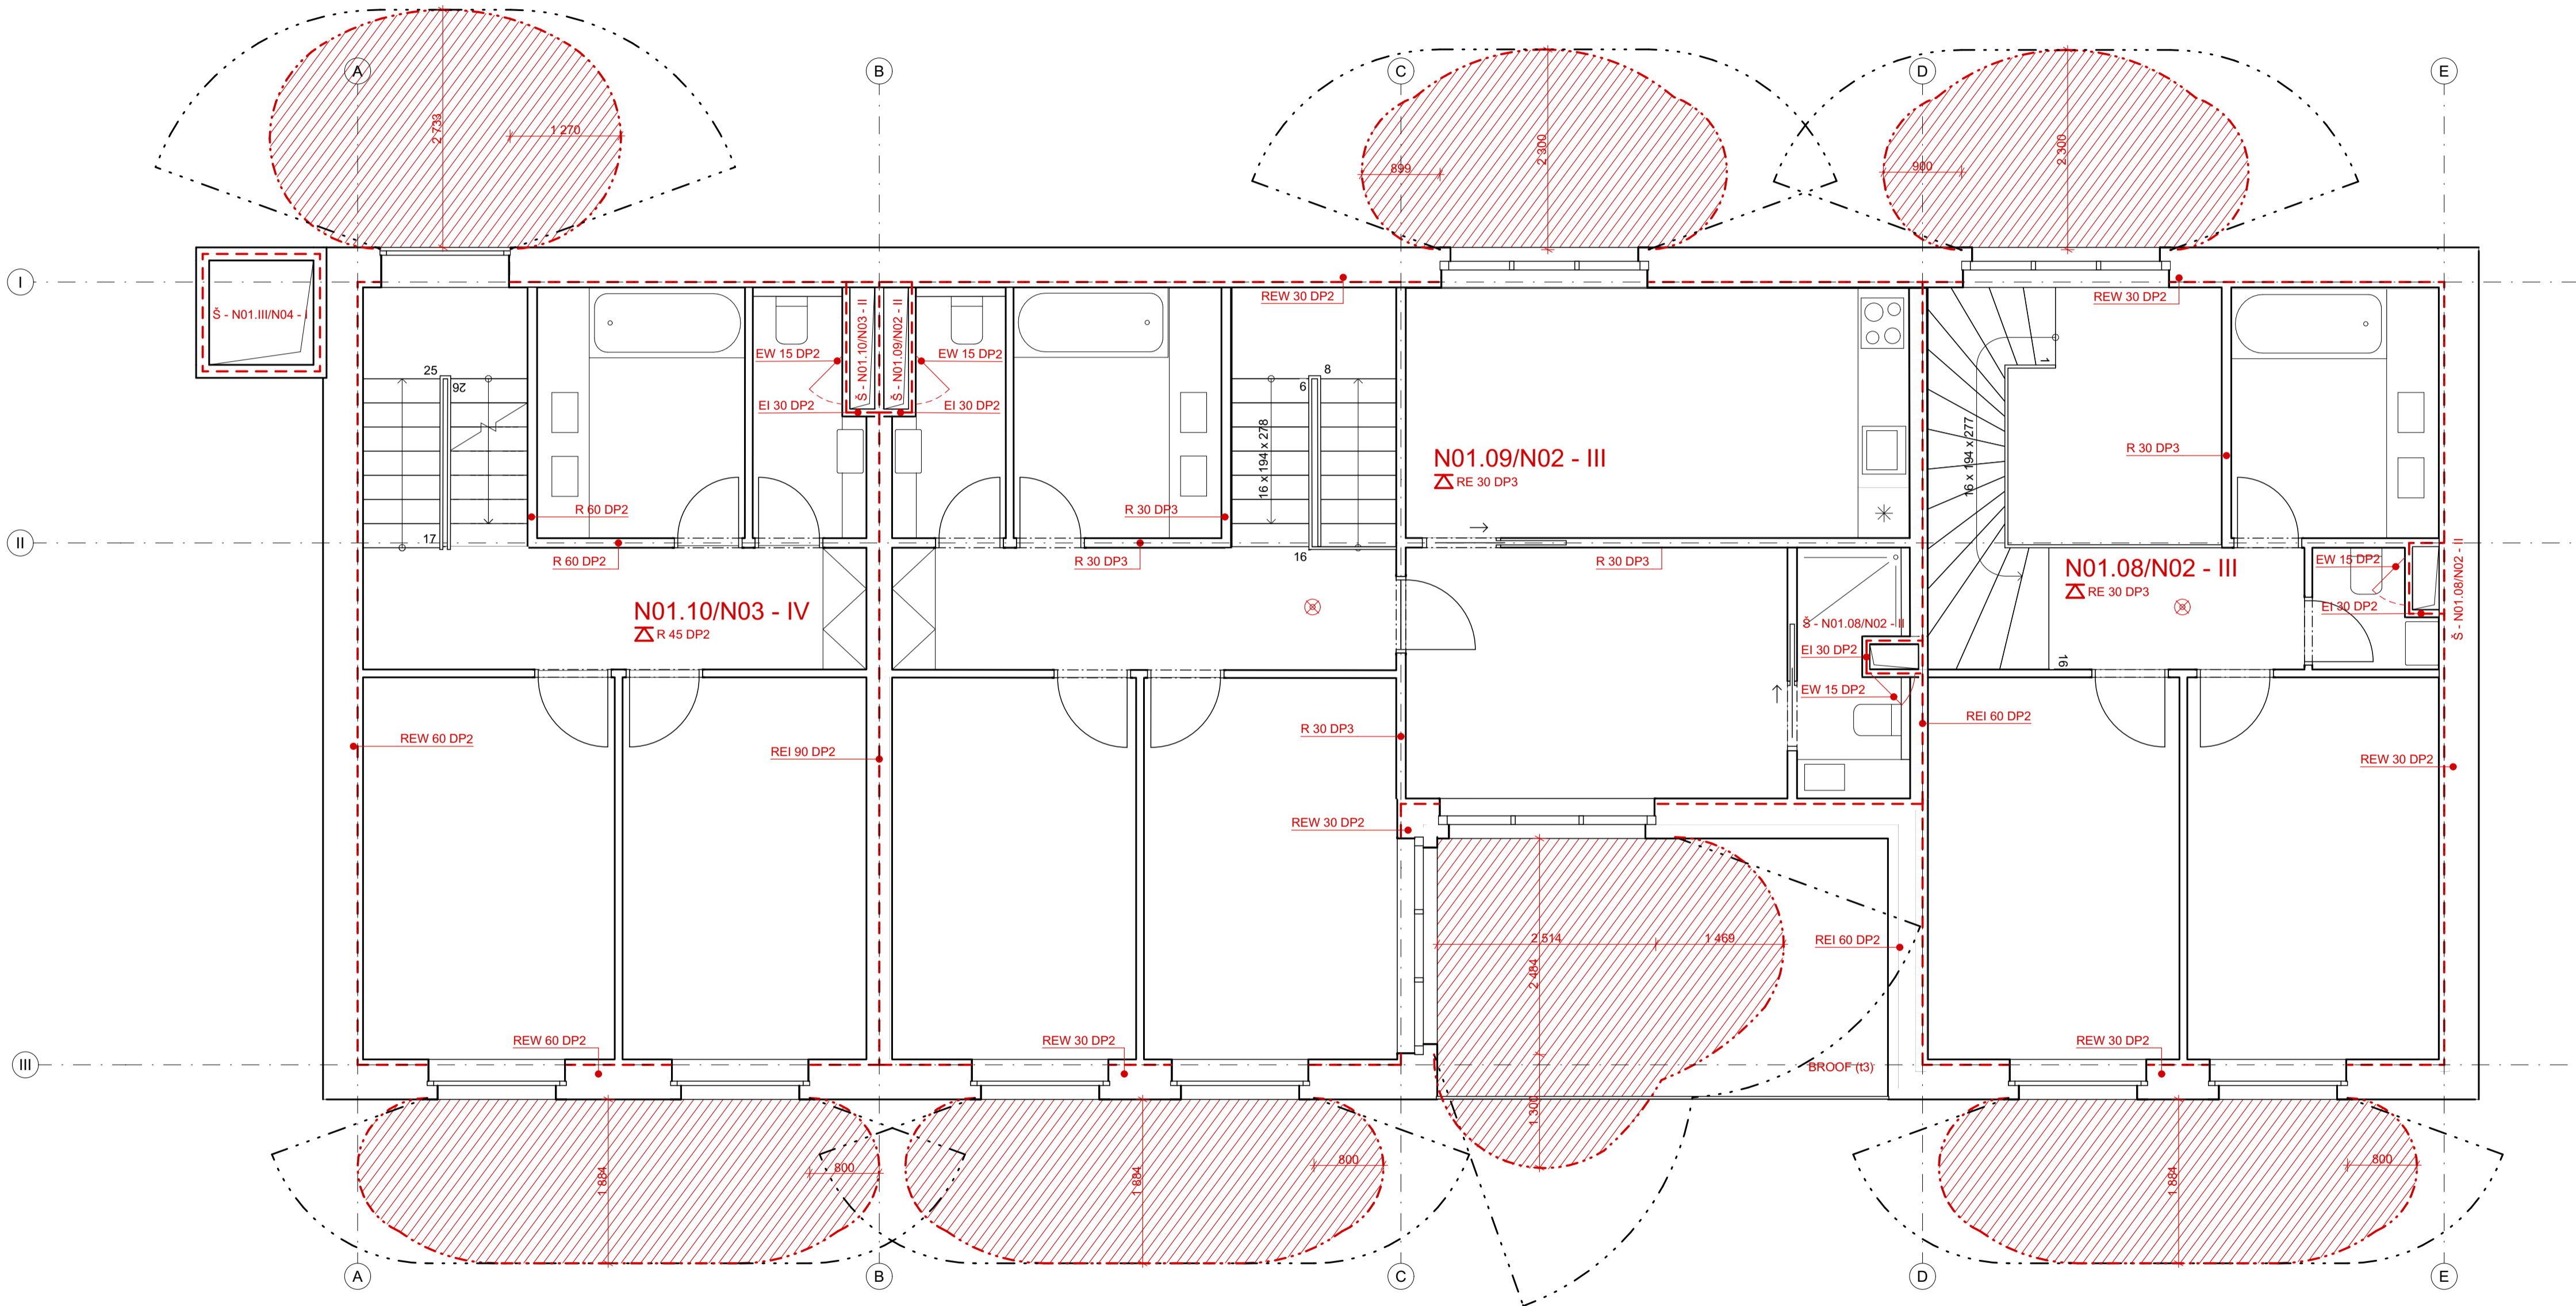 A
B
C
D
E
2 733
1 270
899
2 300
900
2 300
I
II
III
Š - N01.III/N04 - I
Š - N01.10/N03 - II
Š - N01.09/N02 - II
REW 30 DP2
REW 30 DP2
EW 15 DP2
EW 15 DP2
EI 30 DP2
EI 30 DP2
25
26
17
8
9
16
16 x 194 x 278
1
16 x 194 x 277
16
N01.09/N02 - III
RE 30 DP3
R 30 DP3
R 60 DP2
R 30 DP3
R 60 DP2
R 30 DP3
R 30 DP3
N01.10/N03 - IV
R 45 DP2
N01.08/N02 - III
RE 30 DP3
EW 15 DP2
EI 30 DP2
Š - N01.08/N02 - II
Š - N01.08/N02 - II
EI 30 DP2
EW 15 DP2
REI 60 DP2
REW 60 DP2
REI 90 DP2
R 30 DP3
REW 30 DP2
REW 30 DP2
2 514
1 469
2 484
REI 60 DP2
REW 60 DP2
REW 30 DP2
REW 30 DP2
BROOF (t3)
1 300
1 884
800
1 884
800
1 884
800
A
B
C
D
E